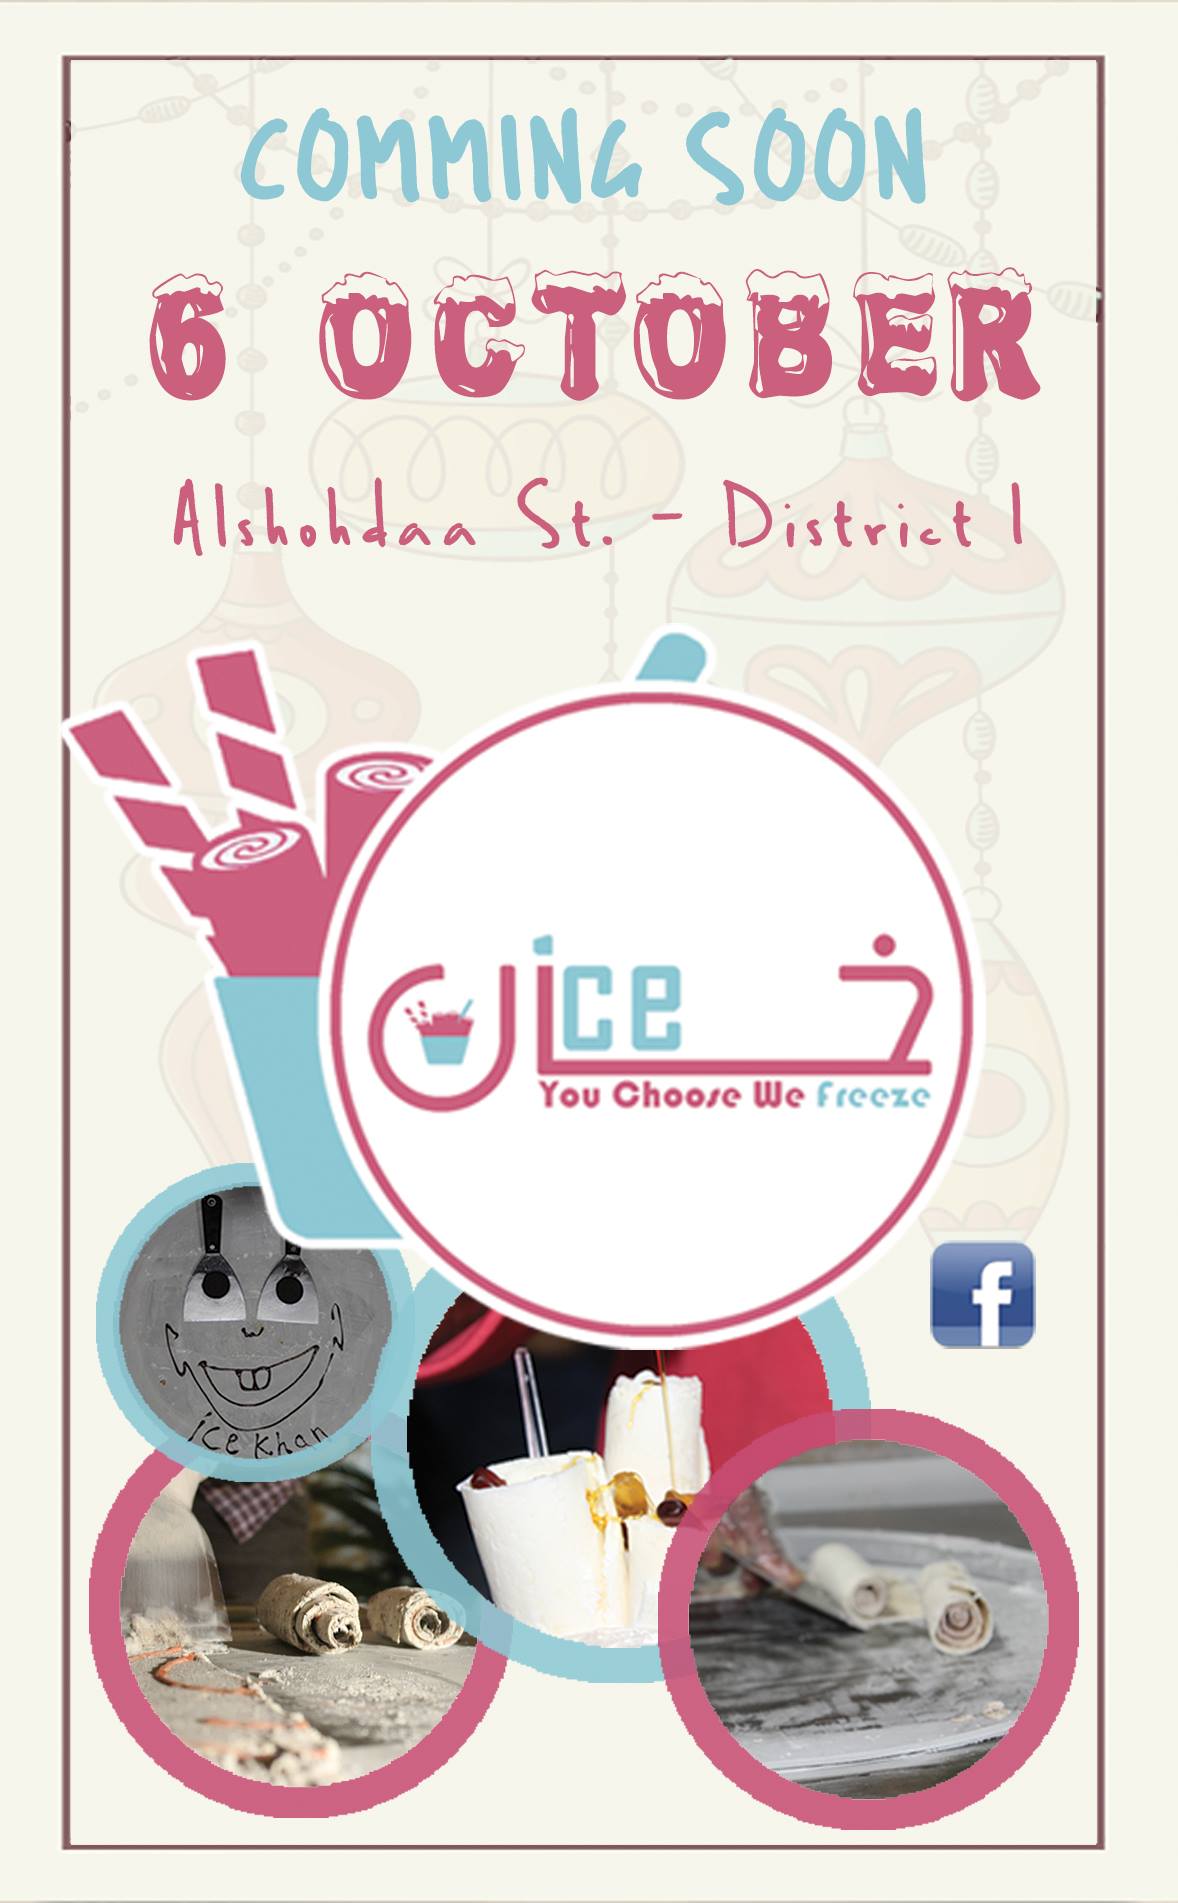 COMMING SOON
6 OCTOBER
Alshohdaa St. - District 1
ice خان
You Choose We Freeze
ice Khan
f